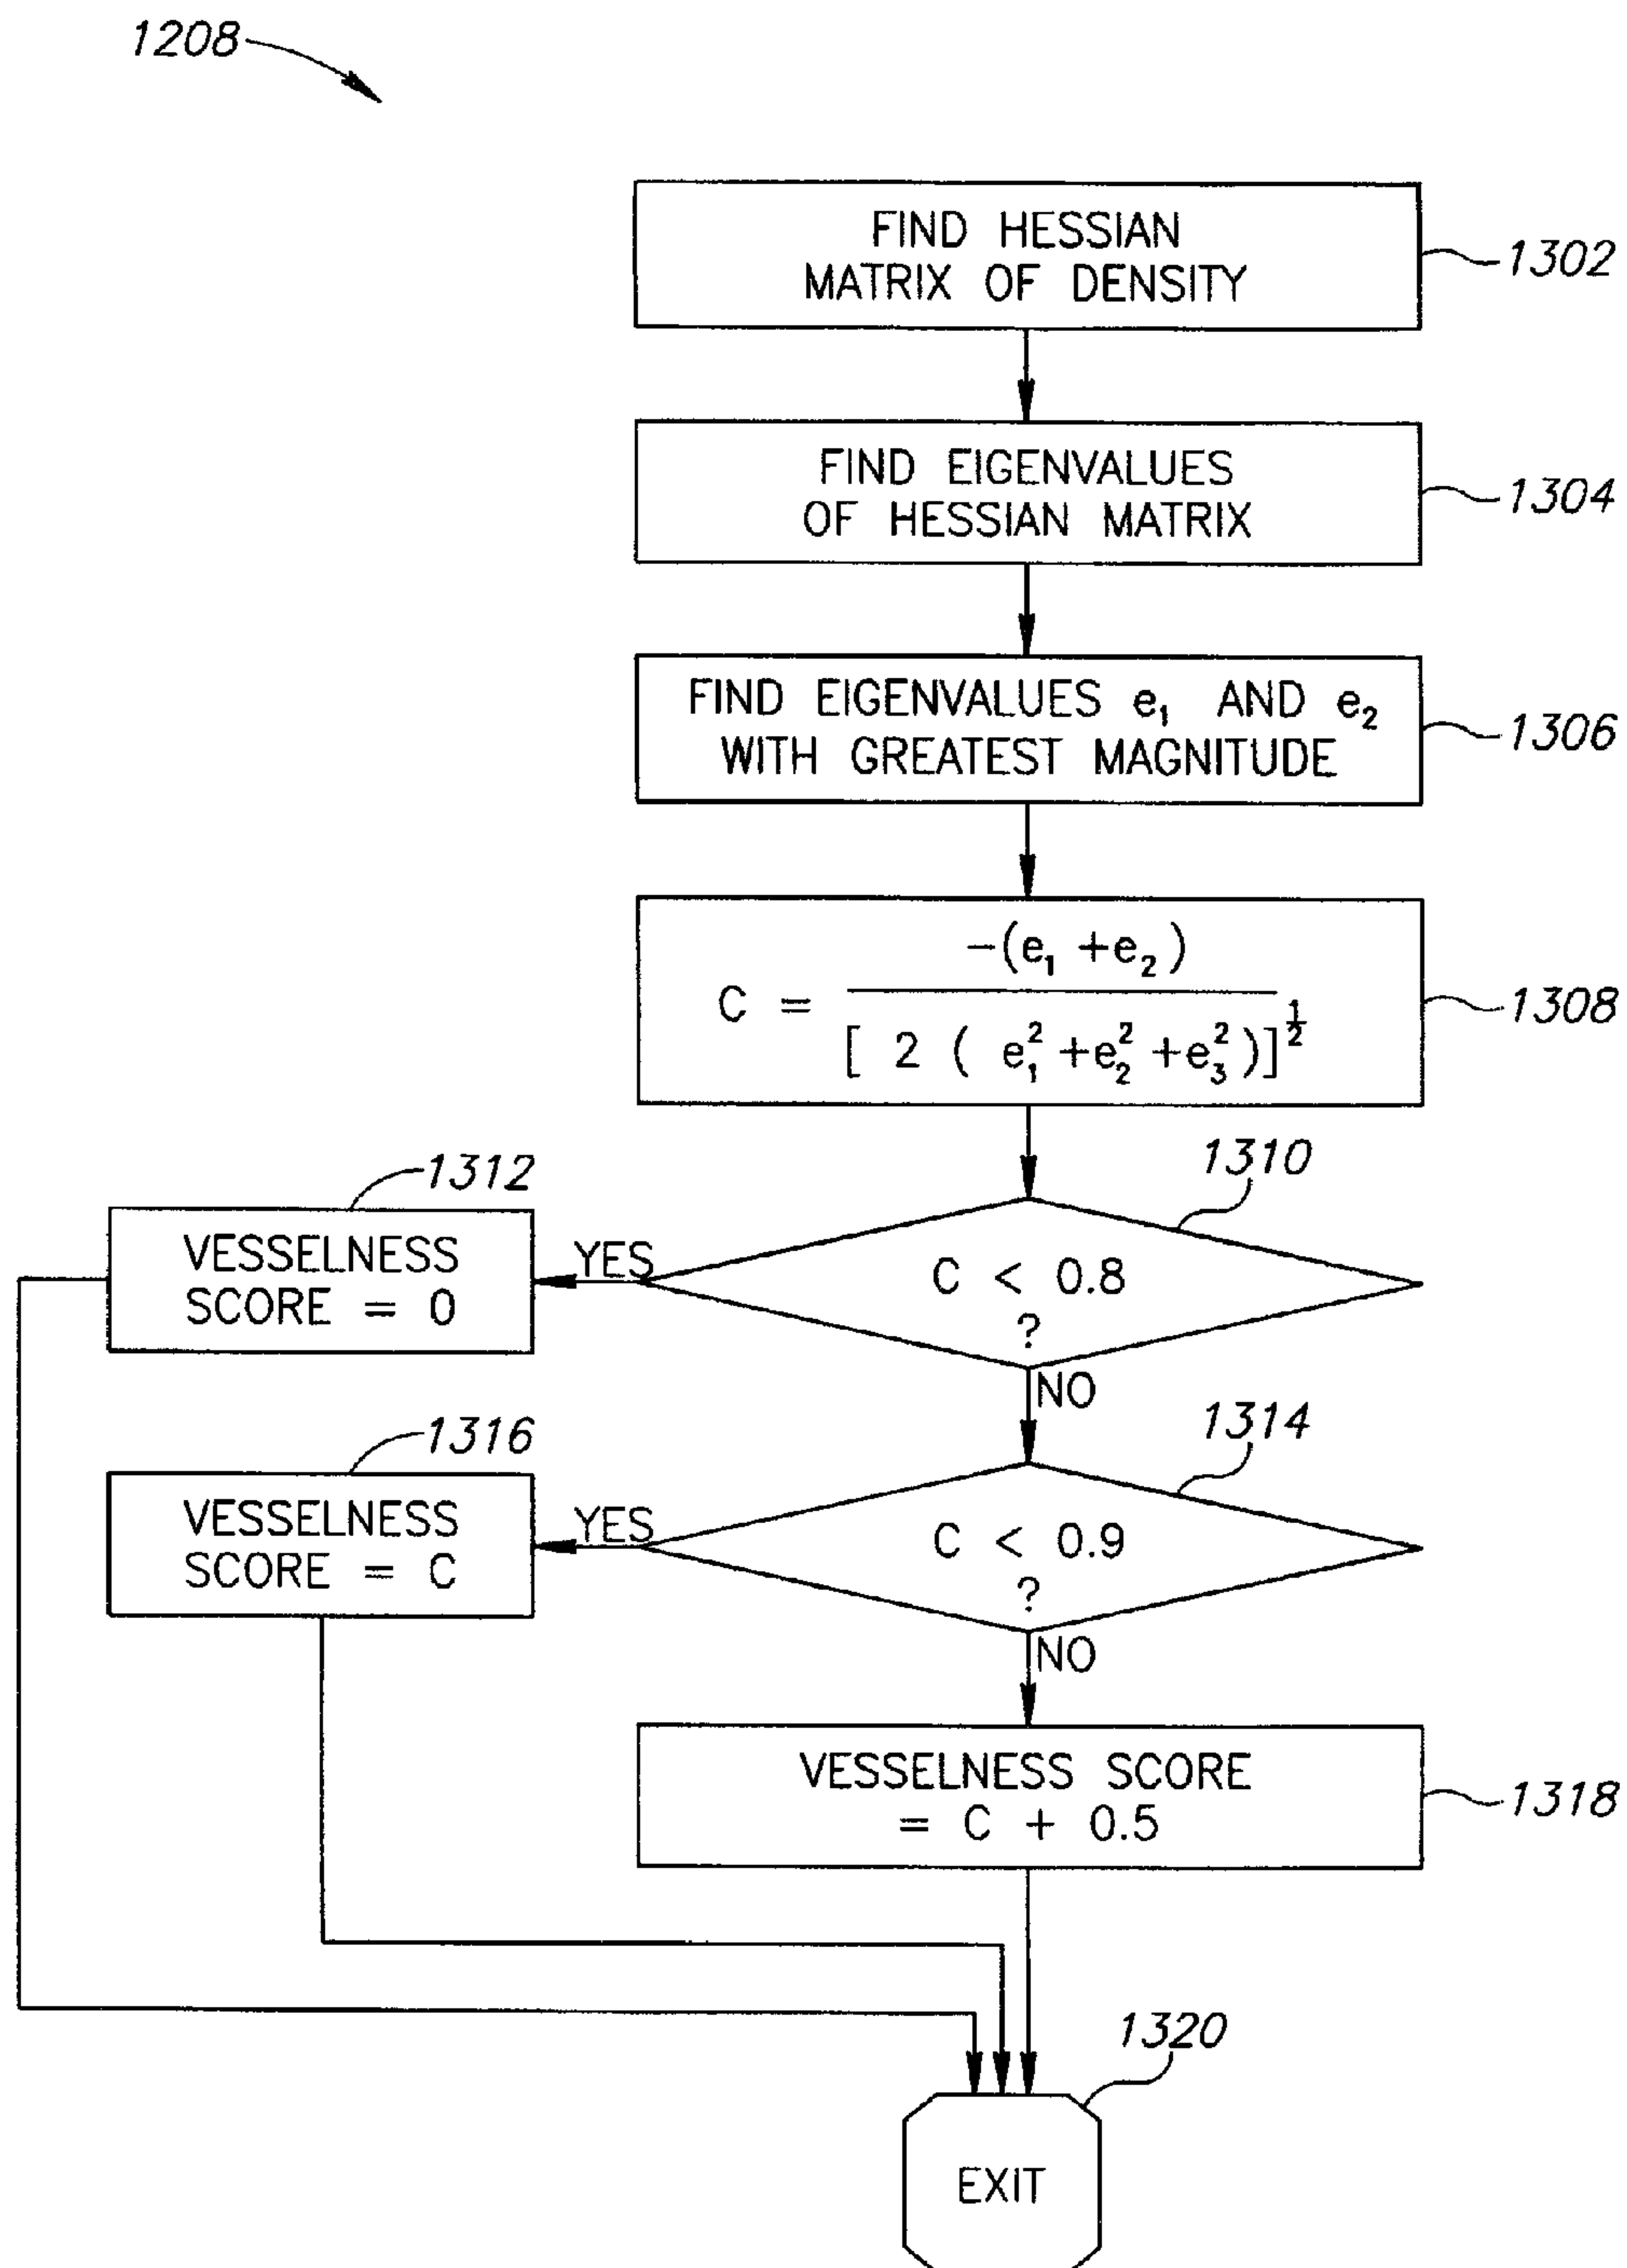 1208
FIND HESSIAN
MATRIX OF DENSITY
1302
FIND EIGENVALUES
OF HESSIAN MATRIX
1304
FIND EIGENVALUES e₁ AND e₂
WITH GREATEST MAGNITUDE
1306
C = −(e₁ +e₂) / [ 2 ( e₁² +e₂² +e₃² )]^½
1308
1310
C < 0.8
?
YES
NO
1312
VESSELNESS
SCORE = 0
1314
C < 0.9
?
YES
NO
1316
VESSELNESS
SCORE = C
VESSELNESS SCORE
= C + 0.5
1318
1320
EXIT